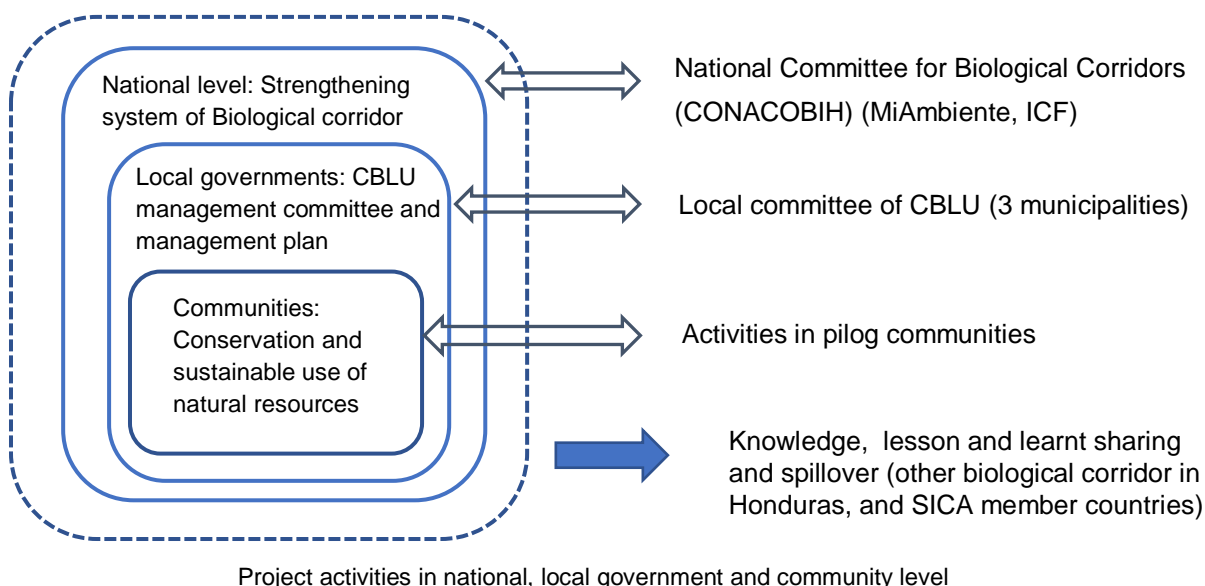 National level: Strengthening
system of Biological corridor
National Committee for Biological Corridors
(CONACOBIH) (MiAmbiente, ICF)
Local governments: CBLU
management committee and
management plan
Local committee of CBLU (3 municipalities)
Communities:
Conservation and
sustainable use of
natural resources
Activities in pilog communities
Knowledge,  lesson and learnt sharing
and spillover (other biological corridor in
Honduras, and SICA member countries)
Project activities in national, local government and community level